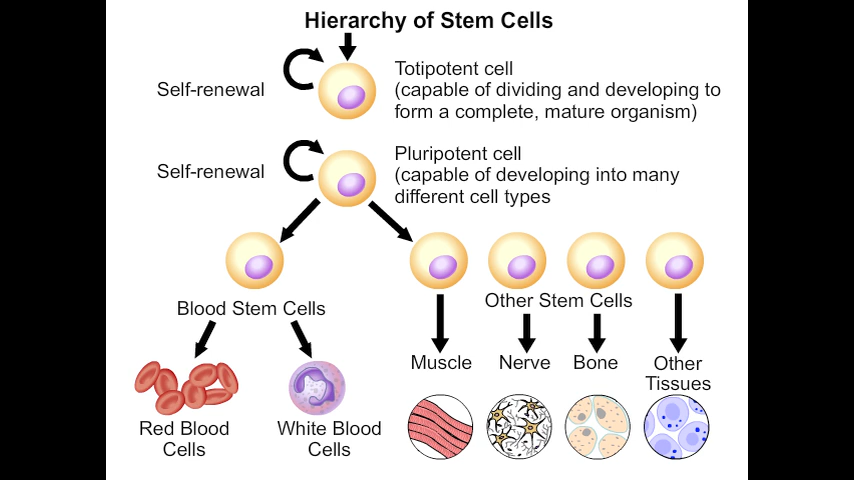 Hierarchy of Stem Cells
Self-renewal
Totipotent cell
(capable of dividing and developing to
form a complete, mature organism)
Self-renewal
Pluripotent cell
(capable of developing into many
different cell types
Blood Stem Cells
Other Stem Cells
Red Blood
Cells
White Blood
Cells
Muscle
Nerve
Bone
Other
Tissues